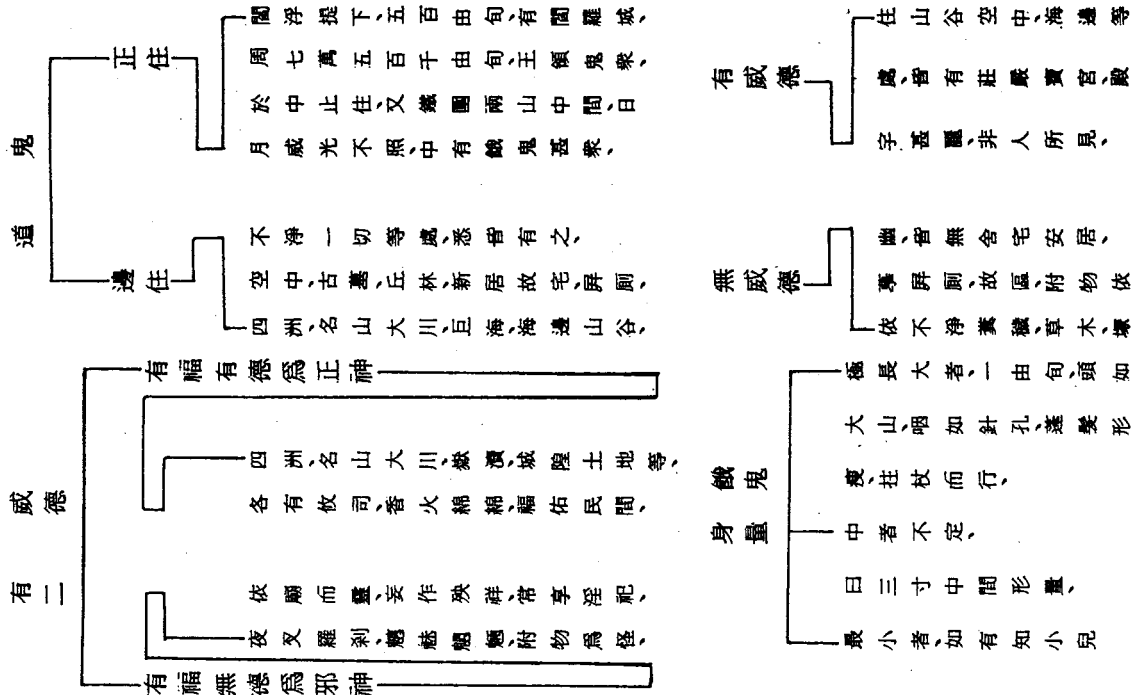 鬼道
正住
閻浮提下、五百由旬、有閻羅城、
周七萬五百千由旬、王領鬼衆、
於中止住、又鐵圍兩山中間、日
月威光不照、中有餓鬼甚衆、
邊住
四洲、名山大川、巨海、海邊山谷、
空中、古墓、丘林、新居故宅、屏厠、
不淨一切等處、悉皆有之、
威德有二
有福有德爲正神
四洲、名山大川、嶽瀆、城隍土地等、
各有攸司、香火綿綿、福佑民間、
有福無德爲邪神
夜叉羅刹、魑魅魍魎、附物爲怪、
依廟而靈、妄作殃祥、常享淫祀、
有威德
住山谷空中、海邊等
處、皆有莊嚴寶宮、殿
字甚麗、非人所見、
無威德
依不淨糞穢、草木、塚
墓屏厠、故區、附物依
幽、皆無舍宅安居、
餓鬼身量
極長大者、一由旬、頭如
大山、咽如針孔、蓬髮形
瘦、拄杖而行、
中者不定、
最小者、如有知小兒
曰三寸中間形量、